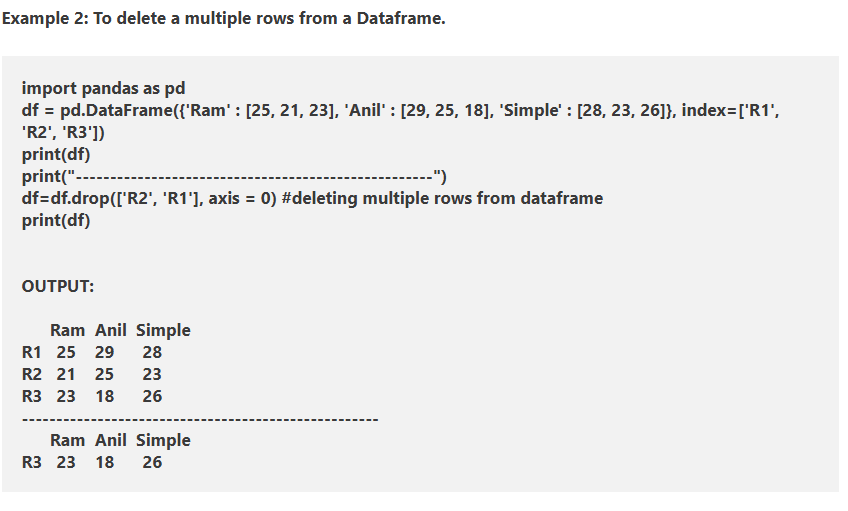 Example 2: To delete a multiple rows from a Dataframe.
import pandas as pd
df = pd.DataFrame({'Ram' : [25, 21, 23], 'Anil' : [29, 25, 18], 'Simple' : [28, 23, 26]}, index=['R1',
'R2', 'R3'])
print(df)
print("----------------------------------------------------")
df=df.drop(['R2', 'R1'], axis = 0) #deleting multiple rows from dataframe
print(df)
OUTPUT:
Ram Anil Simple
R1 25 29 28
R2 21 25 23
R3 23 18 26
----------------------------------------------------
Ram Anil Simple
R3 23 18 26